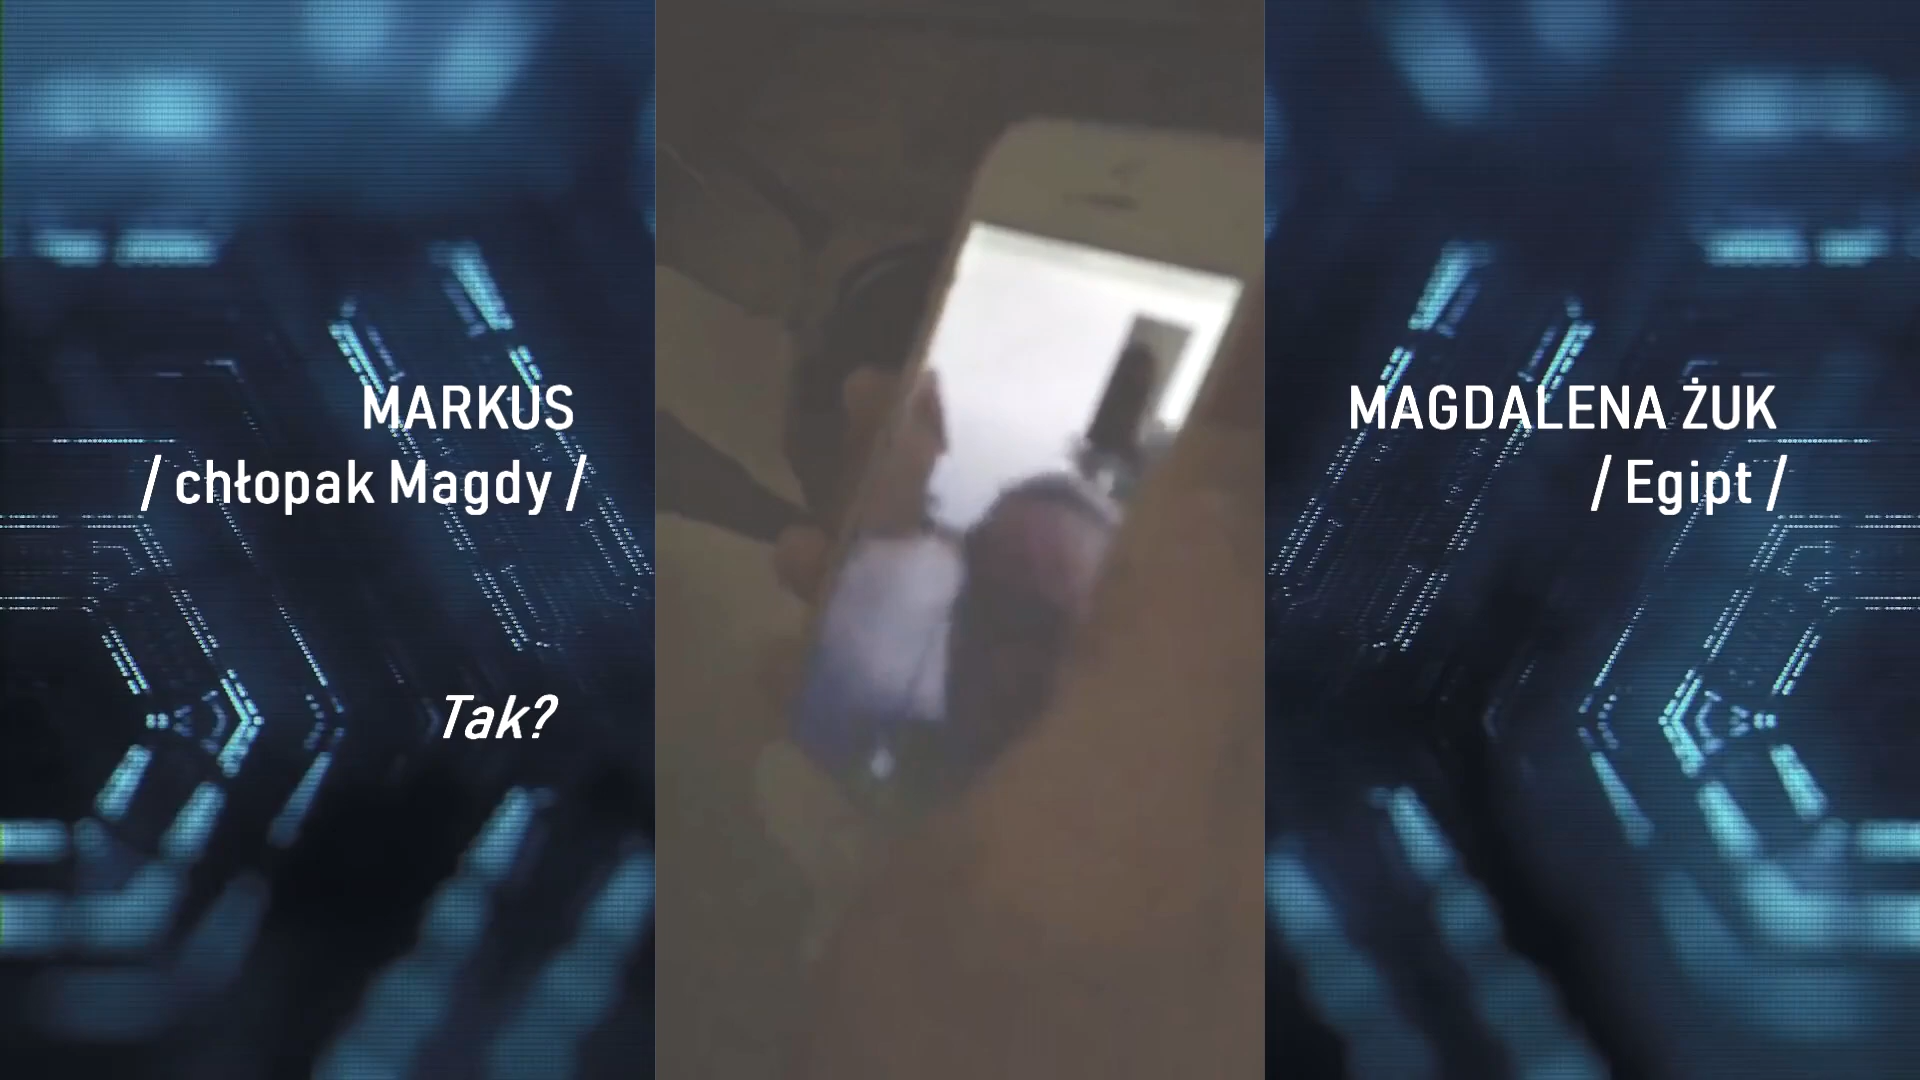 MARKUS
/ chłopak Magdy /
Tak?
MAGDALENA ŻUK
/ Egipt /